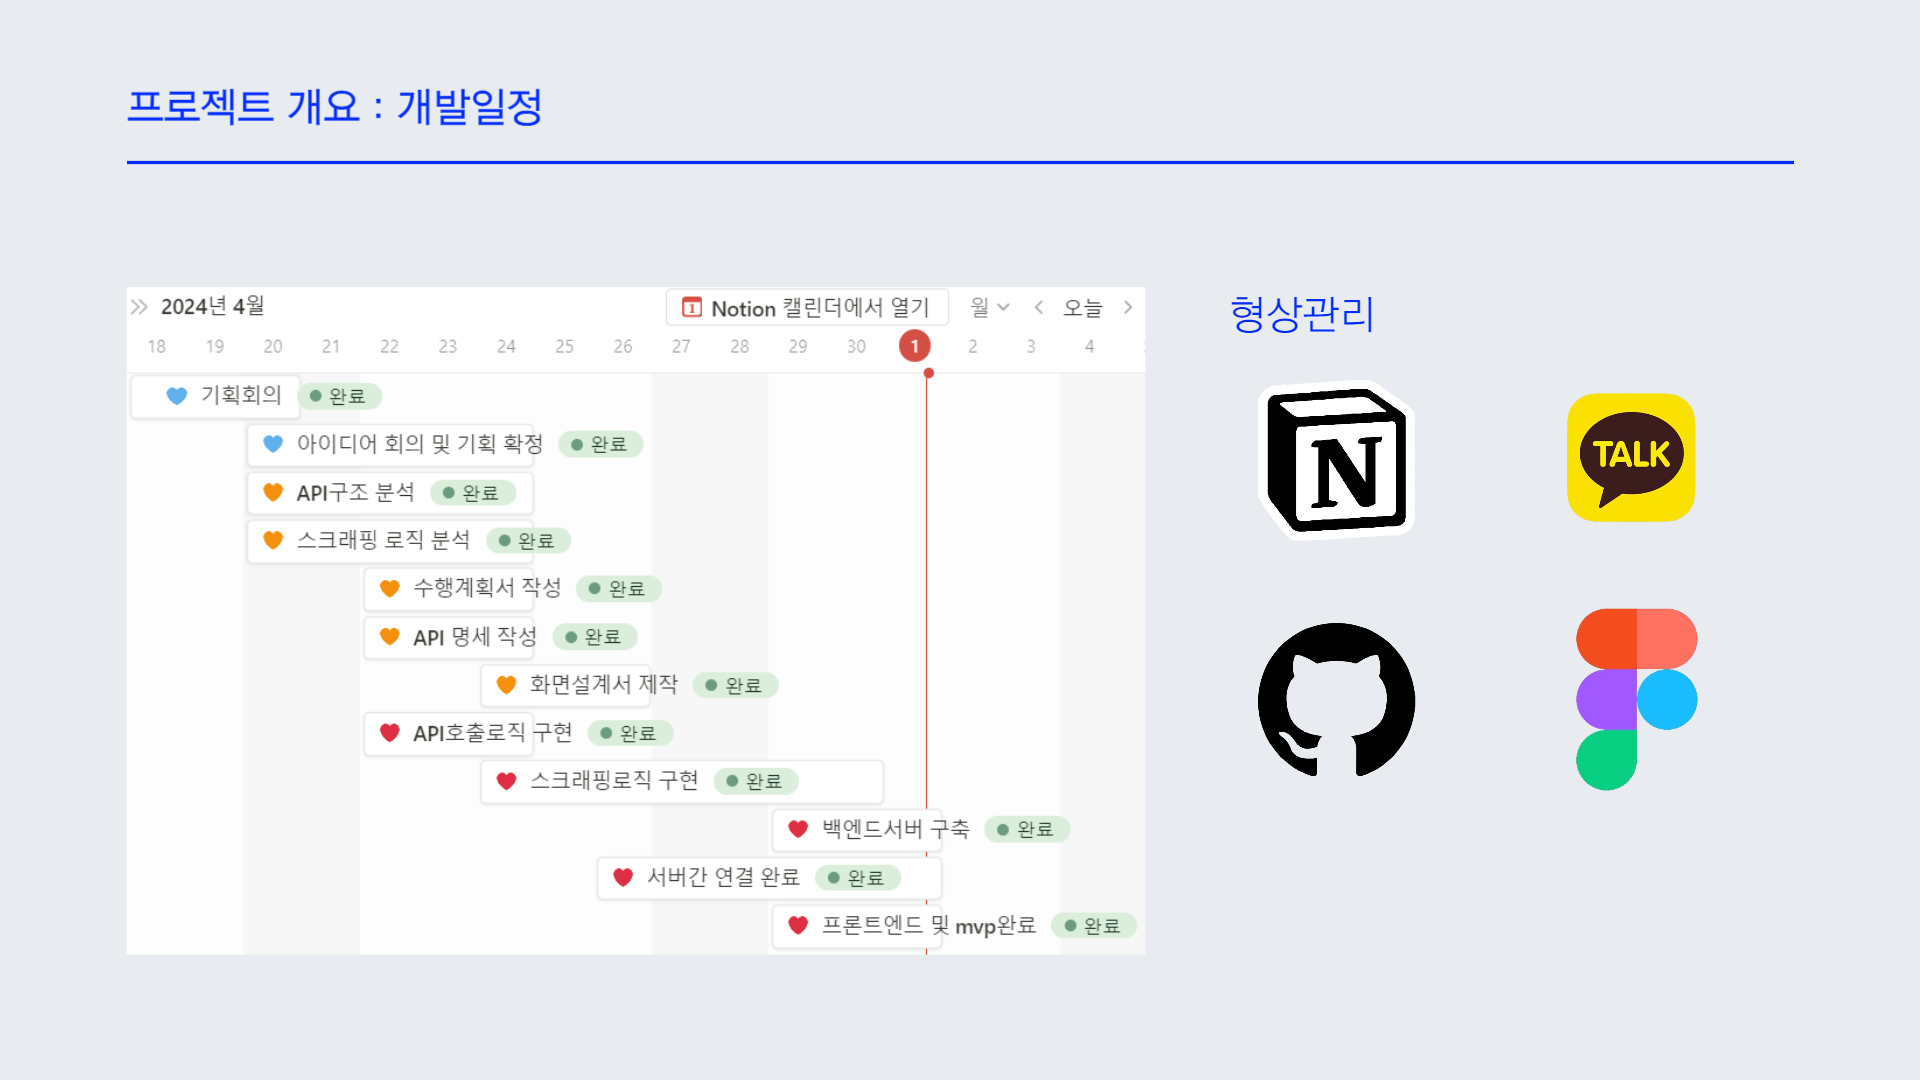 프로젝트 개요 : 개발일정
2024년 4월
1 Notion 캘린더에서 열기 월 오늘
18 19 20 21 22 23 24 25 26 27 28 29 30 1 2 3 4
기획회의 완료
아이디어 회의 및 기획 확정 완료
API구조 분석 완료
스크래핑 로직 분석 완료
수행계획서 작성 완료
API 명세 작성 완료
화면설계서 제작 완료
API호출로직 구현 완료
스크래핑로직 구현 완료
백엔드서버 구축 완료
서버간 연결 완료 완료
프론트엔드 및 mvp완료 완료
형상관리
N
TALK